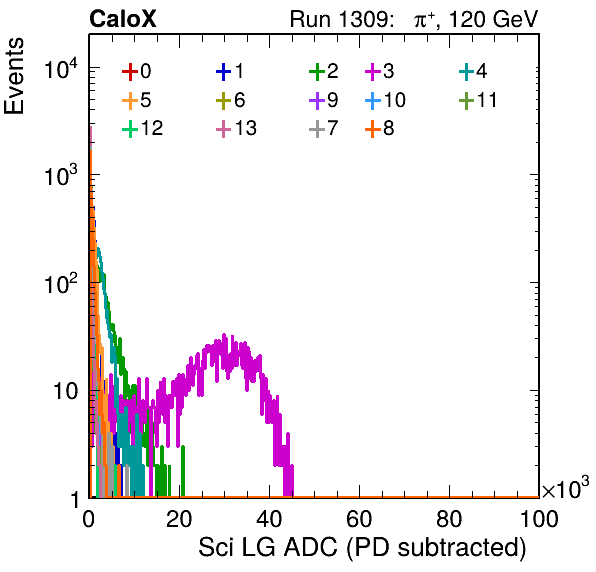 CaloX Run 1309: π⁺, 120 GeV
Events
10⁴
10³
10²
10
1
0 1 2 3 4
5 6 9 10 11
12 13 7 8
0 20 40 60 80 100
×10³
Sci LG ADC (PD subtracted)